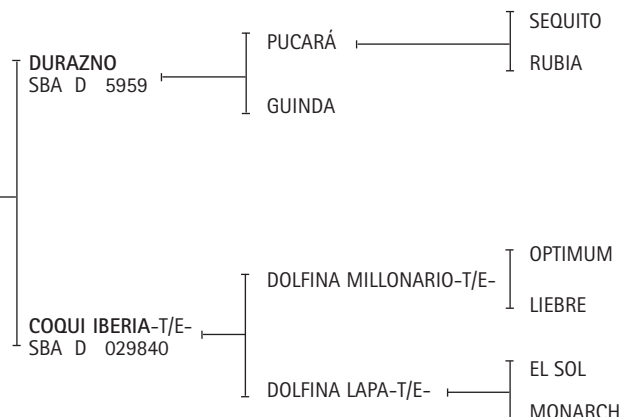 DURAZNO
SBA D 5959
PUCARÁ
SEQUITO
RUBIA
GUINDA
COQUI IBERIA-T/E-
SBA D 029840
DOLFINA MILLONARIO-T/E-
OPTIMUM
LIEBRE
DOLFINA LAPA-T/E-
EL SOL
MONARCH